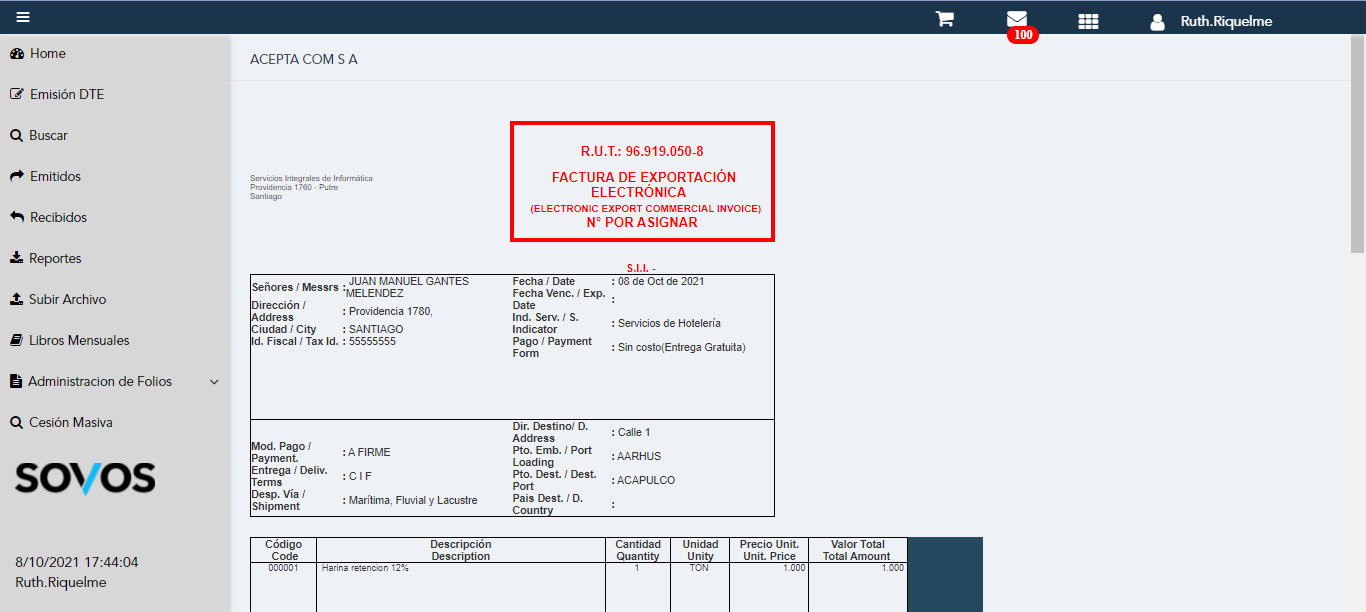 Ruth.Riquelme
100
Home
Emisión DTE
Buscar
Emitidos
Recibidos
Reportes
Subir Archivo
Libros Mensuales
Administracion de Folios
Cesión Masiva
SOVOS
8/10/2021 17:44:04
Ruth.Riquelme
ACEPTA COM S A
Servicios Integrales de Informática
Providencia 1760 - Putre
Santiago
R.U.T.: 96.919.050-8
FACTURA DE EXPORTACIÓN
ELECTRÓNICA
(ELECTRONIC EXPORT COMMERCIAL INVOICE)
N° POR ASIGNAR
S.I.I. -
Señores / Messrs : JUAN MANUEL GANTES
MELENDEZ
Dirección /
Address : Providencia 1780,
Ciudad / City : SANTIAGO
Id. Fiscal / Tax Id. : 55555555
Fecha / Date : 08 de Oct de 2021
Fecha Venc. / Exp.
Date :
Ind. Serv. / S.
Indicator : Servicios de Hotelería
Pago / Payment
Form : Sin costo(Entrega Gratuita)
Mod. Pago /
Payment. : A FIRME
Entrega / Deliv.
Terms : C I F
Desp. Vía /
Shipment : Marítima, Fluvial y Lacustre
Dir. Destino/ D.
Address : Calle 1
Pto. Emb. / Port
Loading : AARHUS
Pto. Dest. / Dest.
Port : ACAPULCO
Pais Dest. / D.
Country :
Código Descripción Cantidad Unidad Precio Unit. Valor Total
Code Description Quantity Unity Unit. Price Total Amount
000001 Harina retencion 12% 1 TON 1.000 1.000